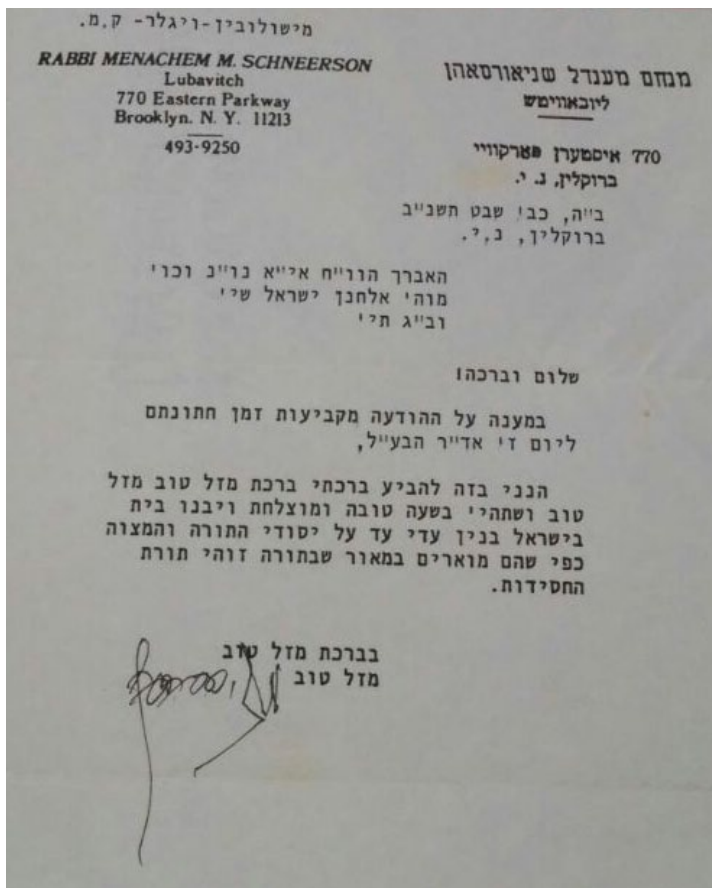 מישולובין-ויגלר- ק.מ.
RABBI MENACHEM M. SCHNEERSON
Lubavitch
770 Eastern Parkway
Brooklyn. N. Y. 11213
493-9250
מנחם מענדל שניאורסאהן
ליובאוויטש
770 איסטערן פארקוויי
ברוקלין, נ. י.
ב"ה, כב' שבט תשנ"ב
ברוקלין, נ.י.
האברך הוו"ח אי"א נו"נ וכו'
מוה' אלחנן ישראל שי'
וב"ג תי'
שלום וברכה!
במענה על ההודעה מקביעות זמן חתונתם
ליום ז' אד"ר הבע"ל,
הנני בזה להביע ברכתי ברכת מזל טוב מזל
טוב ושתהי' בשעה טובה ומוצלחת ויבנו בית
בישראל בנין עדי עד על יסודי התורה והמצוה
כפי שהם מוארים במאור שבתורה זוהי תורת
החסידות.
בברכת מזל טוב
מזל טוב